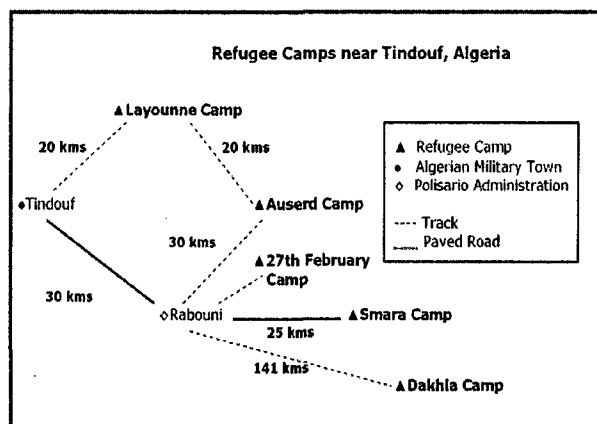 Refugee Camps near Tindouf, Algeria
Layounne Camp
20 kms
20 kms
Refugee Camp
Algerian Military Town
Polisario Administration
Track
Paved Road
Tindouf
Auserd Camp
30 kms
27th February
Camp
30 kms
Rabouni
Smara Camp
25 kms
141 kms
Dakhla Camp